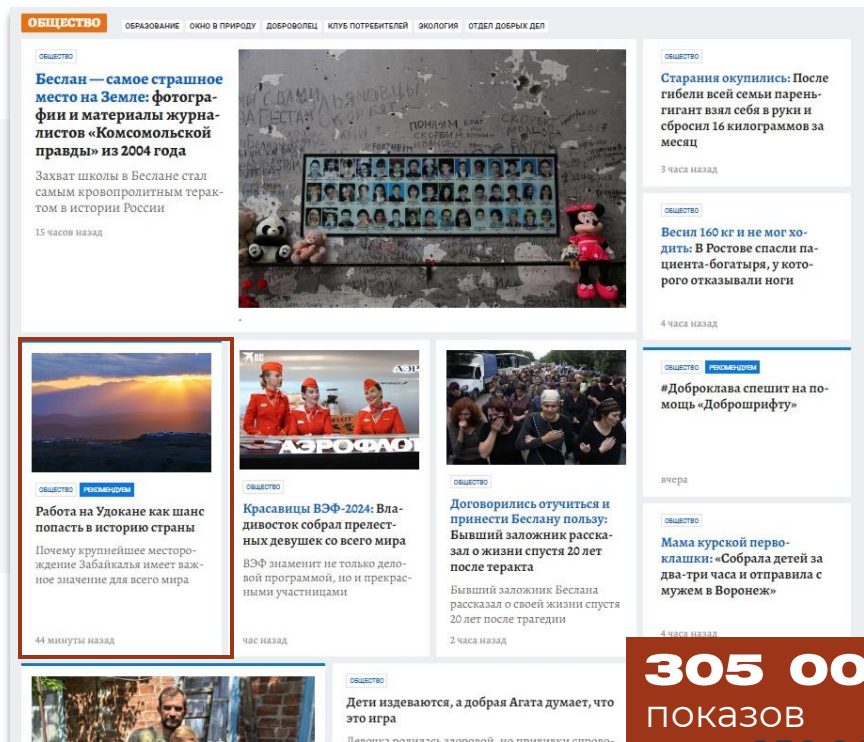 ОБЩЕСТВО
ОБРАЗОВАНИЕ ОКНО В ПРИРОДУ ДОБРОВОЛЕЦ КЛУБ ПОТРЕБИТЕЛЕЙ ЭКОЛОГИЯ ОТДЕЛ ДОБРЫХ ДЕЛ
ОБЩЕСТВО
Беслан — самое страшное
место на Земле: фотогра-
фии и материалы журна-
листов «Комсомольской
правды» из 2004 года
Захват школы в Беслане стал
самым кровопролитным терак-
том в истории России
15 часов назад
ОБЩЕСТВО
Старания окупились: После
гибели всей семьи парень-
гигант взял себя в руки и
сбросил 16 килограммов за
месяц
3 часа назад
ОБЩЕСТВО
Весил 160 кг и не мог хо-
дить: В Ростове спасли па-
циента-богатыря, у кото-
рого отказывали ноги
4 часа назад
ОБЩЕСТВО РЕКОМЕНДУЕМ
#Доброклава спешит на по-
мощь «Доброшрифту»
вчера
ОБЩЕСТВО
Мама курской перво-
клашки: «Собрала детей за
два-три часа и отправила с
мужем в Воронеж»
4 часа назад
ОБЩЕСТВО РЕКОМЕНДУЕМ
Работа на Удокане как шанс
попасть в историю страны
Почему крупнейшее месторо-
ждение Забайкалья имеет важ-
ное значение для всего мира
44 минуты назад
АЭРОФЛОТ
ОБЩЕСТВО
Красавицы ВЭФ-2024: Вла-
дивосток собрал прелест-
ных девушек со всего мира
ВЭФ знаменит не только дело-
вой программой, но и прекрас-
ными участницами
час назад
ОБЩЕСТВО
Договорились отучиться и
принести Беслану пользу:
Бывший заложник расска-
зал о жизни спустя 20 лет
после теракта
Бывший заложник Беслана
рассказал о своей жизни спустя
20 лет после трагедии
2 часа назад
ОБЩЕСТВО
Дети издеваются, а добрая Агата думает, что
это игра
305 00
показов